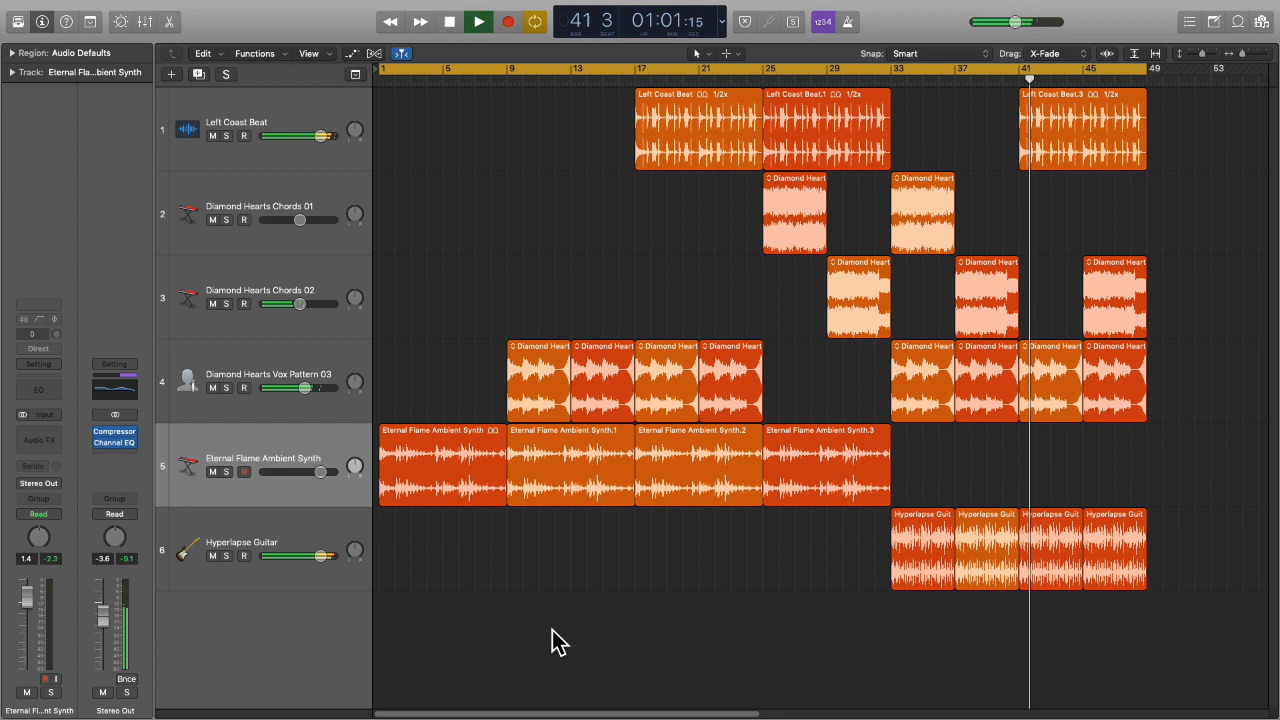 41 3 01:01:15
BAR BEAT HR MIN SEC
1234
Region: Audio Defaults
Edit Functions View Snap: Smart Drag: X-Fade
Track: Eternal Fla...bient Synth
1 5 9 13 17 21 25 29 33 37 41 45 49 53
S
Left Coast Beat 1/2x Left Coast Beat.1 1/2x Left Coast Beat.3 1/2x
1 Left Coast Beat
M S R
Diamond Heart Diamond Heart
2 Diamond Hearts Chords 01
M S R
Diamond Heart Diamond Heart Diamond Heart
3 Diamond Hearts Chords 02
M S R
48
0
Direct
Diamond Heart Diamond Heart Diamond Heart Diamond Heart Diamond Heart Diamond Heart Diamond Heart Diamond Heart
Setting Setting
4 Diamond Hearts Vox Pattern 03
M S R
EQ
Input
Eternal Flame Ambient Synth Eternal Flame Ambient Synth.1 Eternal Flame Ambient Synth.2 Eternal Flame Ambient Synth.3
Compressor
Audio FX Channel EQ
5 Eternal Flame Ambient Synth
Sends
M S R
Stereo Out
Group Group
Read Read
Hyperlapse Guit Hyperlapse Guit Hyperlapse Guit Hyperlapse Guit
6 Hyperlapse Guitar
M S R
1.4 -2.3 -3.6 -9.1
R I Bnce
M S M S
Eternal Fl...nt Synth Stereo Out